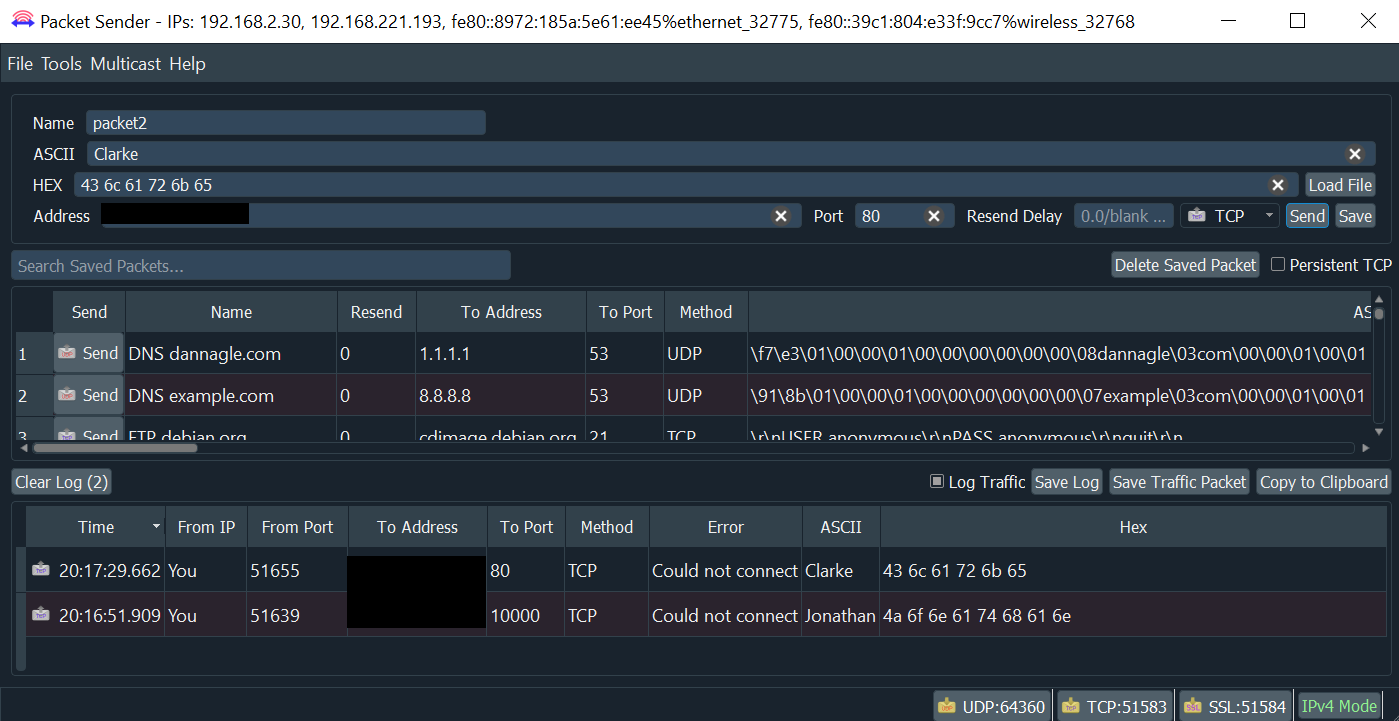 Packet Sender - IPs: 192.168.2.30, 192.168.221.193, fe80::8972:185a:5e61:ee45%ethernet_32775, fe80::39c1:804:e33f:9cc7%wireless_32768
File Tools Multicast Help
Name packet2
ASCII Clarke
HEX 43 6c 61 72 6b 65 Load File
Address Port 80 Resend Delay 0.0/blank ... TCP Send Save
Search Saved Packets... Delete Saved Packet Persistent TCP
Send Name Resend To Address To Port Method AS
1 Send DNS dannagle.com 0 1.1.1.1 53 UDP \f7\e3\01\00\00\01\00\00\00\00\00\00\08dannagle\03com\00\00\01\00\01
2 Send DNS example.com 0 8.8.8.8 53 UDP \91\8b\01\00\00\01\00\00\00\00\00\00\07example\03com\00\00\01\00\01
3 Send FTP debian.org 0 cdimage.debian.org 21 TCP \r\nUSER anonymous\r\nPASS anonymous\r\nquit\r\n
Clear Log (2) Log Traffic Save Log Save Traffic Packet Copy to Clipboard
Time From IP From Port To Address To Port Method Error ASCII Hex
20:17:29.662 You 51655 80 TCP Could not connect Clarke 43 6c 61 72 6b 65
20:16:51.909 You 51639 10000 TCP Could not connect Jonathan 4a 6f 6e 61 74 68 61 6e
UDP:64360 TCP:51583 SSL:51584 IPv4 Mode